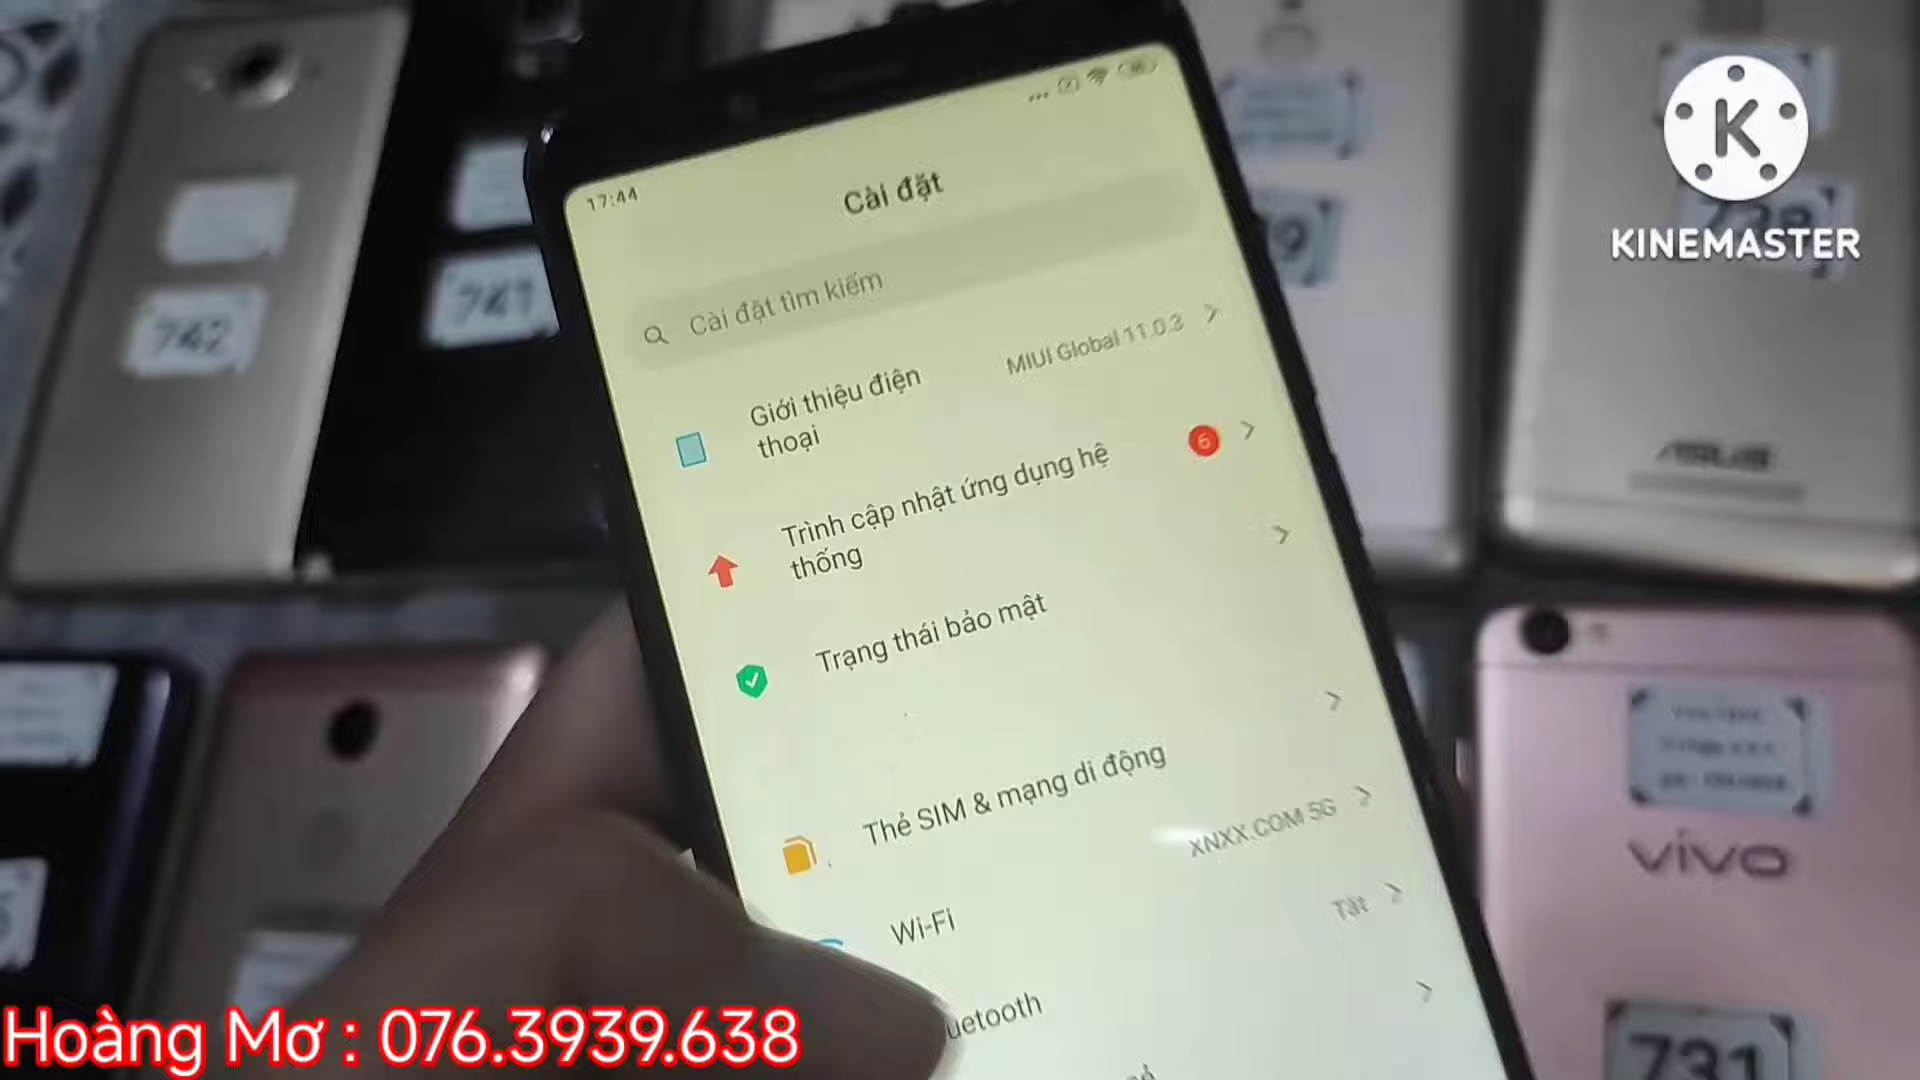 17:44
Cài đặt
Cài đặt tìm kiếm
Giới thiệu điện
thoại
MIUI Global 11.0.3
Trình cập nhật ứng dụng hệ
thống
6
Trạng thái bảo mật
Thẻ SIM & mạng di động
Wi-Fi
XNXX.COM 5G
uetooth
Tắt
K
KINEMASTER
742
741
739
ASUS
vivo
731
Hoàng Mơ : 076.3939.638